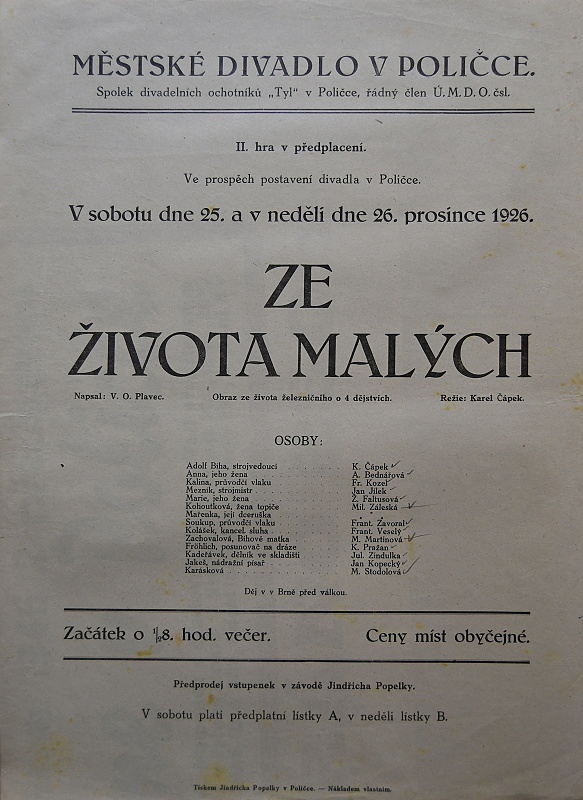 MĚSTSKÉ DIVADLO V POLIČCE.
Spolek divadelních ochotníků „Tyl“ v Poličce, řádný člen Ú. M. D. O. čsl.
II. hra v předplacení.
Ve prospěch postavení divadla v Poličce.
V sobotu dne 25. a v neděli dne 26. prosince 1926.
ZE
ŽIVOTA MALÝCH
Napsal: V. O. Plavec. Obraz ze života železničního o 4 dějstvích. Režie: Karel Čápek.
OSOBY:
Adolf Bíha, strojvedoucí . . . . . . K. Čápek
Anna, jeho žena . . . . . . A. Bednářová
Kalina, průvodčí vlaku . . . . . . Fr. Kozel
Mezník, strojmistr . . . . . . Jan Jílek
Marie, jeho žena . . . . . . Ž. Faltusová
Kohoutková, žena topiče . . . . . . Mil. Záleská
Mařenka, její dceruška . . . . . .
Soukup, průvodčí vlaku . . . . . . Frant. Zavoral
Kolášek, kancel. sluha . . . . . . Frant. Veselý
Zachovalová, Bíhové matka . . . . . . M. Martinová
Fröhlich, posunovač na dráze . . . . . . K. Pražan
Kadeřávek, dělník ve skladišti . . . . . . Jul. Zindulka
Jakeš, nádražní písař . . . . . . Jan Kopecký
Karásková . . . . . . M. Stodolová
Děj v v Brně před válkou.
Začátek o ½8. hod. večer. Ceny míst obyčejné.
Předprodej vstupenek v závodě Jindřicha Popelky.
V sobotu platí předplatní lístky A, v neděli lístky B.
Tiskem Jindřicha Popelky v Poličce. — Nákladem vlastním.